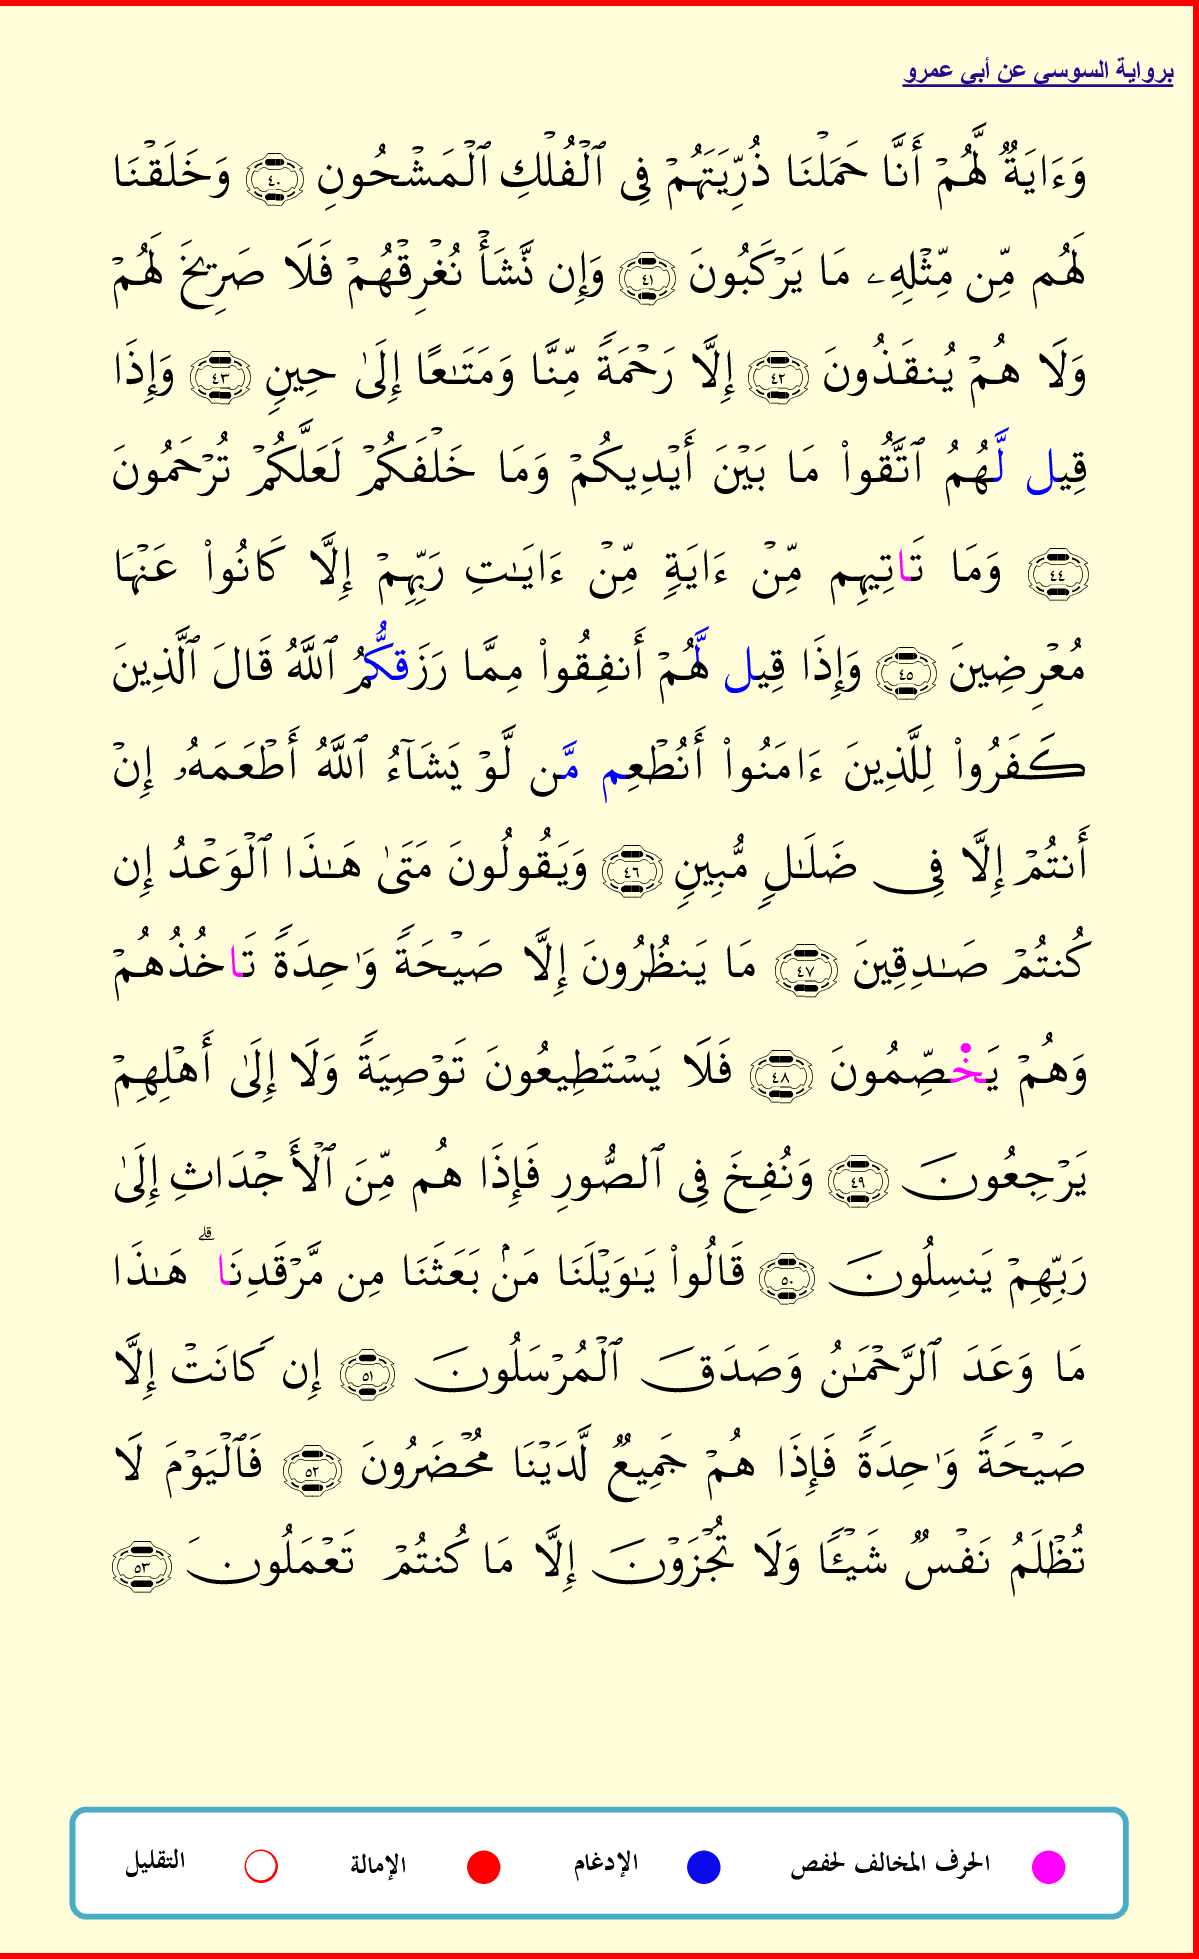 برواية السوسي عن أبي عمرو
وَءَايَةٌ لَّهُمْ أَنَّا حَمَلْنَا ذُرِّيَّتَهُمْ فِى ٱلْفُلْكِ ٱلْمَشْحُونِ ٤٠ وَخَلَقْنَا
لَهُم مِّن مِّثْلِهِۦ مَا يَرْكَبُونَ ٤١ وَإِن نَّشَأْ نُغْرِقْهُمْ فَلَا صَرِيخَ لَهُمْ
وَلَا هُمْ يُنقَذُونَ ٤٢ إِلَّا رَحْمَةً مِّنَّا وَمَتَـٰعًا إِلَىٰ حِينٍ ٤٣ وَإِذَا
قِيل لَّهُمُ ٱتَّقُوا۟ مَا بَيْنَ أَيْدِيكُمْ وَمَا خَلْفَكُمْ لَعَلَّكُمْ تُرْحَمُونَ
٤٤ وَمَا تَاتِيهِم مِّنْ ءَايَةٍ مِّنْ ءَايَـٰتِ رَبِّهِمْ إِلَّا كَانُوا۟ عَنْهَا
مُعْرِضِينَ ٤٥ وَإِذَا قِيل لَّهُمْ أَنفِقُوا۟ مِمَّا رَزَقكُّمُ ٱللَّهُ قَالَ ٱلَّذِينَ
كَفَرُوا۟ لِلَّذِينَ ءَامَنُوا۟ أَنُطْعِم مَّن لَّوْ يَشَآءُ ٱللَّهُ أَطْعَمَهُۥ إِنْ
أَنتُمْ إِلَّا فِى ضَلَـٰلٍ مُّبِينٍ ٤٦ وَيَقُولُونَ مَتَىٰ هَـٰذَا ٱلْوَعْدُ إِن
كُنتُمْ صَـٰدِقِينَ ٤٧ مَا يَنظُرُونَ إِلَّا صَيْحَةً وَٰحِدَةً تَاخُذُهُمْ
وَهُمْ يَخْصِّمُونَ ٤٨ فَلَا يَسْتَطِيعُونَ تَوْصِيَةً وَلَا إِلَىٰ أَهْلِهِمْ
يَرْجِعُونَ ٤٩ وَنُفِخَ فِى ٱلصُّورِ فَإِذَا هُم مِّنَ ٱلْأَجْدَاثِ إِلَىٰ
رَبِّهِمْ يَنسِلُونَ ٥٠ قَالُوا۟ يَـٰوَيْلَنَا مَنۢ بَعَثَنَا مِن مَّرْقَدِنَا ۗ هَـٰذَا
مَا وَعَدَ ٱلرَّحْمَـٰنُ وَصَدَقَ ٱلْمُرْسَلُونَ ٥١ إِن كَانَتْ إِلَّا
صَيْحَةً وَٰحِدَةً فَإِذَا هُمْ جَمِيعٌ لَّدَيْنَا مُحْضَرُونَ ٥٢ فَٱلْيَوْمَ لَا
تُظْلَمُ نَفْسٌ شَيْـًٔا وَلَا تُجْزَوْنَ إِلَّا مَا كُنتُمْ تَعْمَلُونَ ٥٣
الحرف المخالف لحفص الإدغام الإمالة التقليل